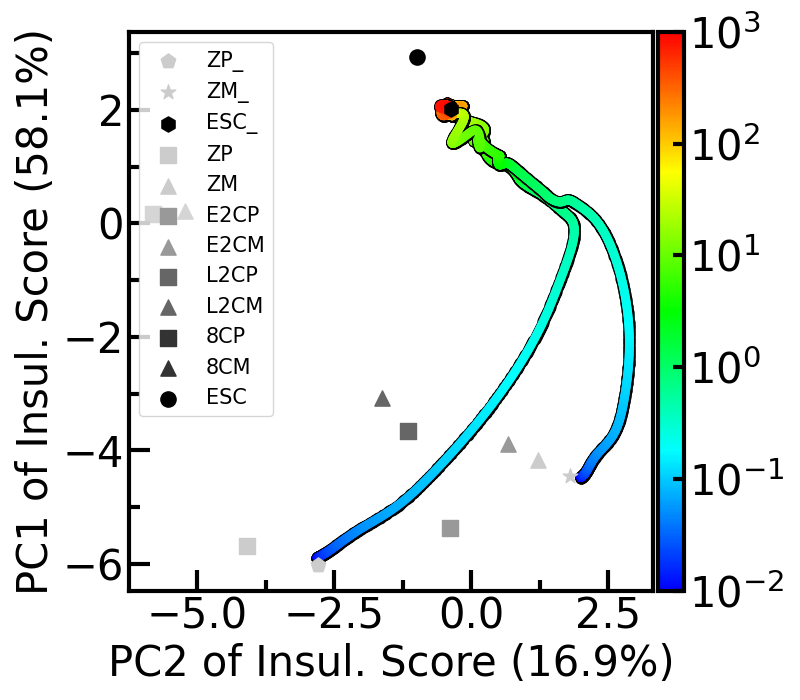 PC1 of Insul. Score (58.1%)
2
0
−2
−4
−6
ZP_
ZM_
ESC_
ZP
ZM
E2CP
E2CM
L2CP
L2CM
8CP
8CM
ESC
−5.0
−2.5
0.0
2.5
PC2 of Insul. Score (16.9%)
10³
10²
10¹
10⁰
10⁻¹
10⁻²